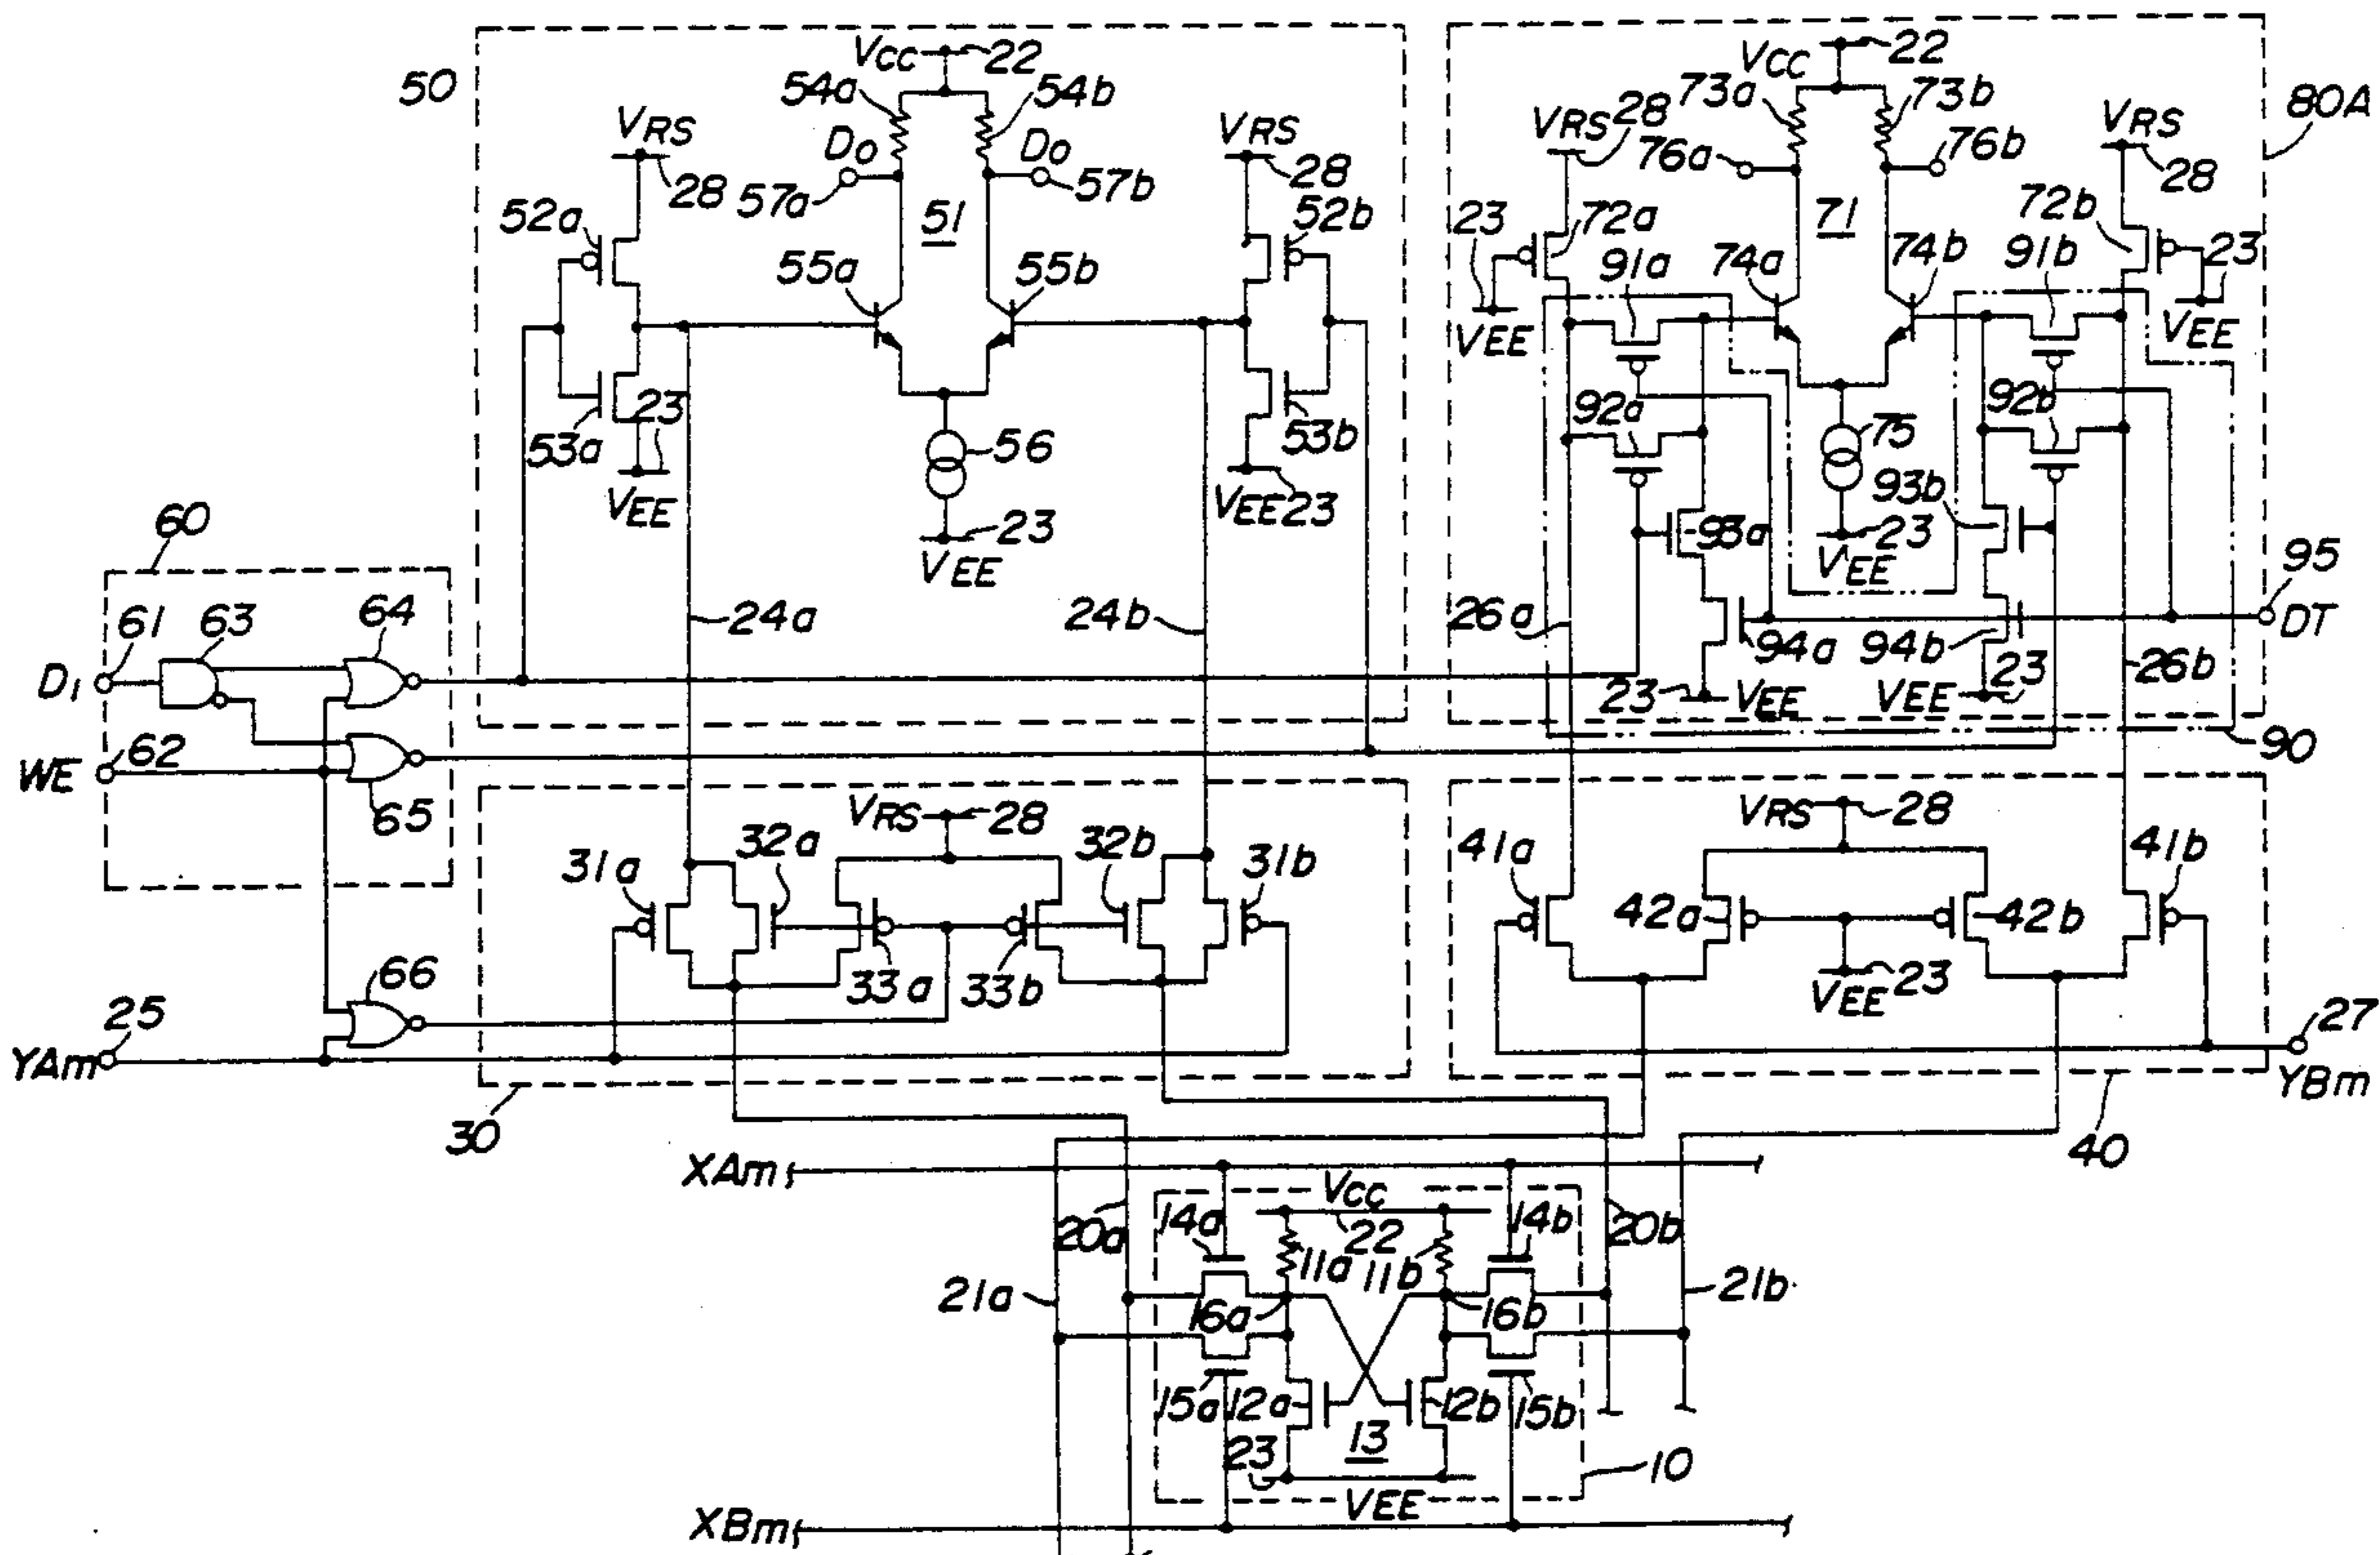 50
VCC 22
54a 54b
VRS 28
D0 D0
57a 57b
52a
51
55a 55b
VRS 28
52b
53a
23
VEE
56
23
VEE
53b
VEE 23
VCC 22
73a 73b
80A
VRS 28
76a 76b
VRS 28
23
72a
71
72b
91a 74a 74b 91b
23
VEE
VEE
92a
75
92b
93b
93a
23
VEE
95
DT
26a
94a 94b
26b
23 VEE
VEE 23
90
60
61 63 64
DI
24a 24b
WE 62
65
66
25
YAm
VRS 28
31a 32a 32b 31b
33a 33b
30
VRS 28
41a 41b
42a 42b
VEE 23
27
YBm
40
XAm
VCC
14a 22 14b
20a 11a 11b 20b
21a 16a 16b 21b
15a 12a 12b 15b
13
23
VEE
10
XBm